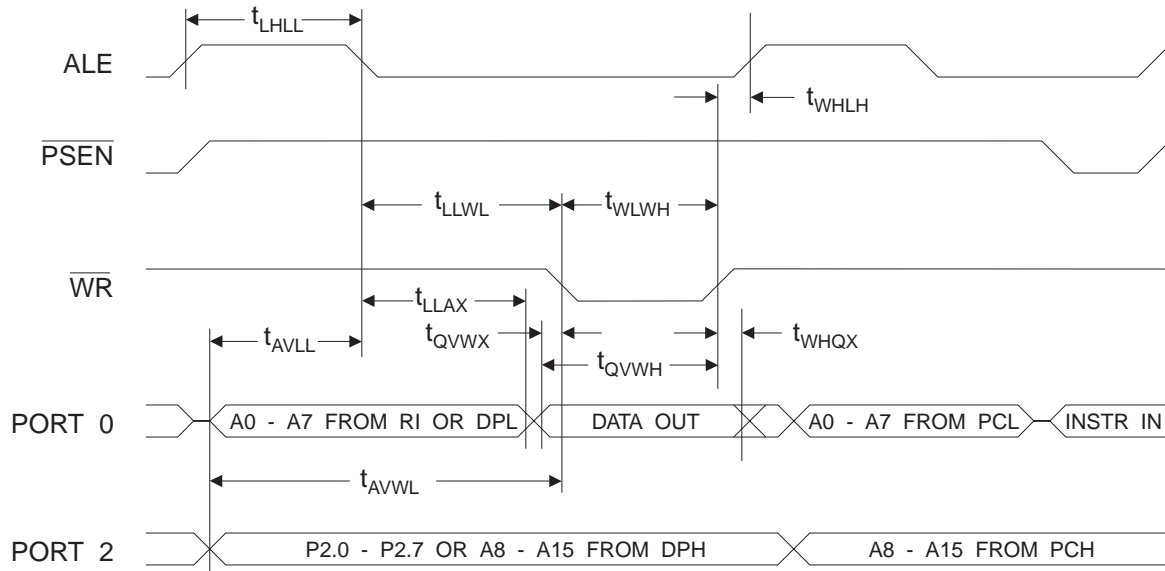 tLHLL
ALE
tWHLH
PSEN
tLLWL
tWLWH
WR
tLLAX
tQVWX
tWHQX
tAVLL
tQVWH
PORT 0
A0 - A7 FROM RI OR DPL
DATA OUT
A0 - A7 FROM PCL
INSTR IN
tAVWL
PORT 2
P2.0 - P2.7 OR A8 - A15 FROM DPH
A8 - A15 FROM PCH